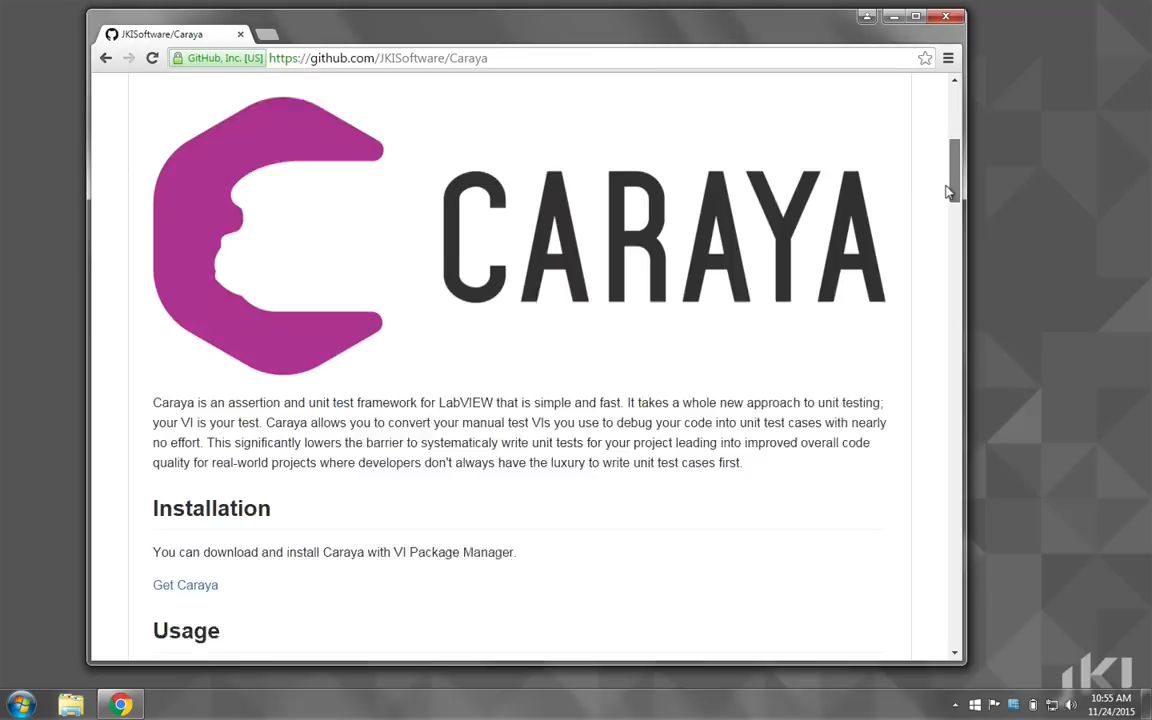 JKISoftware/Caraya
GitHub, Inc. [US] https://github.com/JKISoftware/Caraya
CARAYA
Caraya is an assertion and unit test framework for LabVIEW that is simple and fast. It takes a whole new approach to unit testing;
your VI is your test. Caraya allows you to convert your manual test VIs you use to debug your code into unit test cases with nearly
no effort. This significantly lowers the barrier to systematicaly write unit tests for your project leading into improved overall code
quality for real-world projects where developers don't always have the luxury to write unit test cases first.
Installation
You can download and install Caraya with VI Package Manager.
Get Caraya
Usage
JKI
10:55 AM
11/24/2015